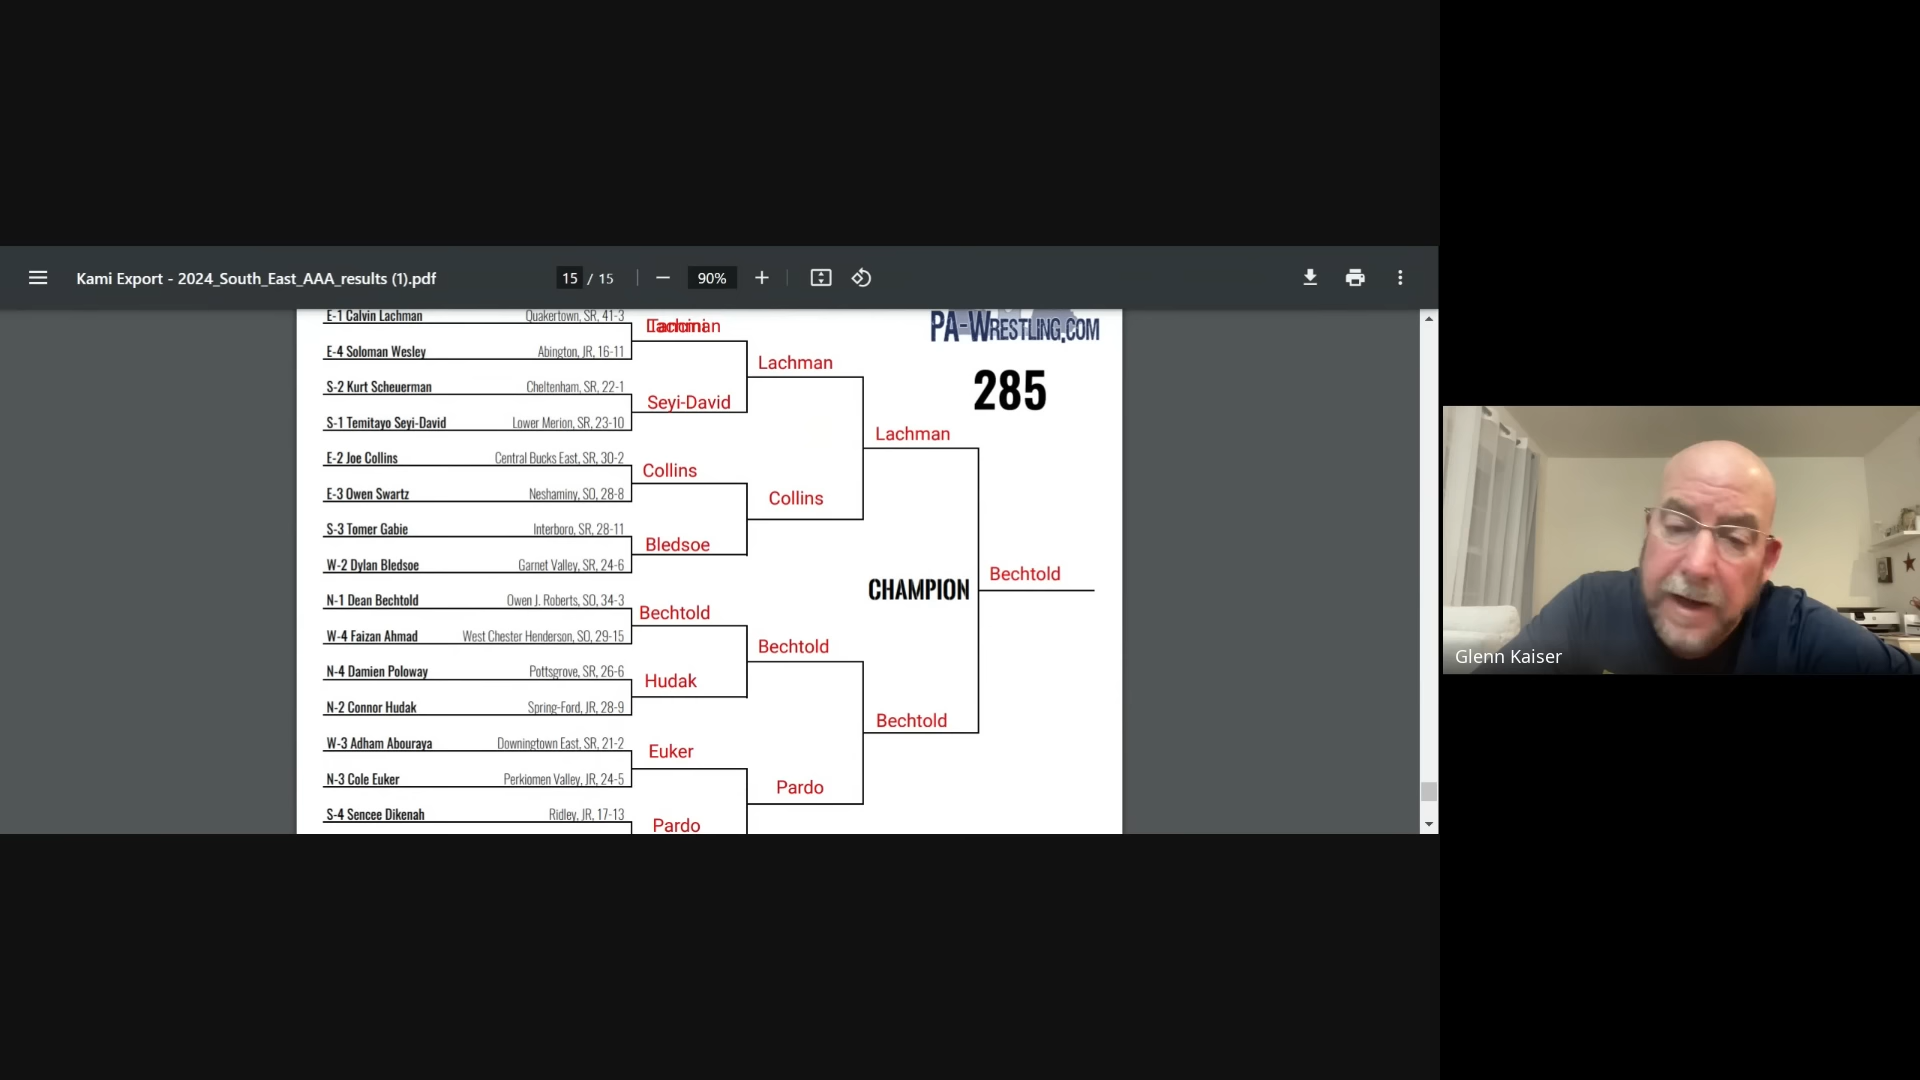 Kami Export - 2024_South_East_AAA_results (1).pdf
15 / 15
90%
E-1 Calvin Lachman Quakertown, SR, 41-3
E-4 Soloman Wesley Abington, JR, 16-11
S-2 Kurt Scheuerman Cheltenham, SR, 22-1
S-1 Temitayo Seyi-David Lower Merion, SR, 23-10
E-2 Joe Collins Central Bucks East, SR, 30-2
E-3 Owen Swartz Neshaminy, SO, 28-8
S-3 Tomer Gabie Interboro, SR, 28-11
W-2 Dylan Bledsoe Garnet Valley, SR, 24-6
N-1 Dean Bechtold Owen J. Roberts, SO, 34-3
W-4 Faizan Ahmad West Chester Henderson, SO, 29-15
N-4 Damien Poloway Pottsgrove, SR, 26-6
N-2 Connor Hudak Spring-Ford, JR, 28-9
W-3 Adham Abouraya Downingtown East, SR, 21-2
N-3 Cole Euker Perkiomen Valley, JR, 24-5
S-4 Sencee Dikenah Ridley, JR, 17-13
Seyi-David
Collins
Bledsoe
Bechtold
Hudak
Euker
Pardo
Lachman
Collins
Bechtold
Pardo
Lachman
Bechtold
PA-WRESTLING.COM
285
CHAMPION
Bechtold
Glenn Kaiser